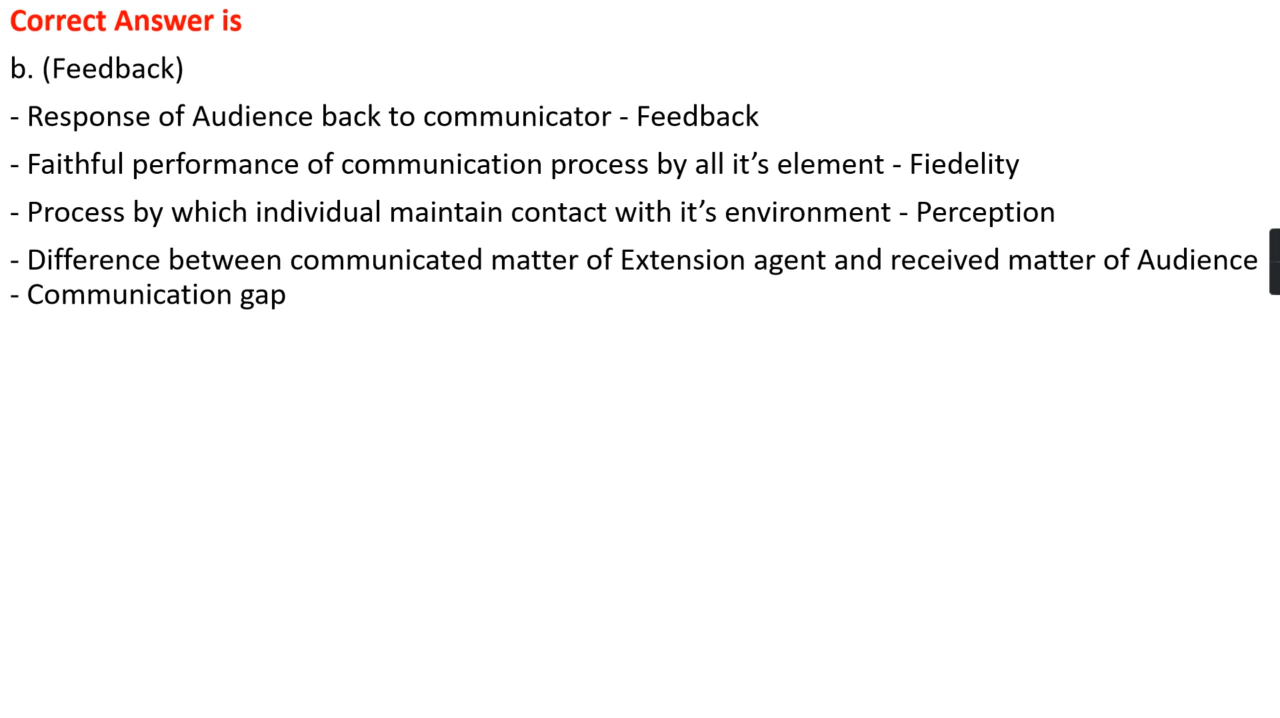 Correct Answer is
b. (Feedback)
- Response of Audience back to communicator - Feedback
- Faithful performance of communication process by all it’s element - Fiedelity
- Process by which individual maintain contact with it’s environment - Perception
- Difference between communicated matter of Extension agent and received matter of Audience
- Communication gap